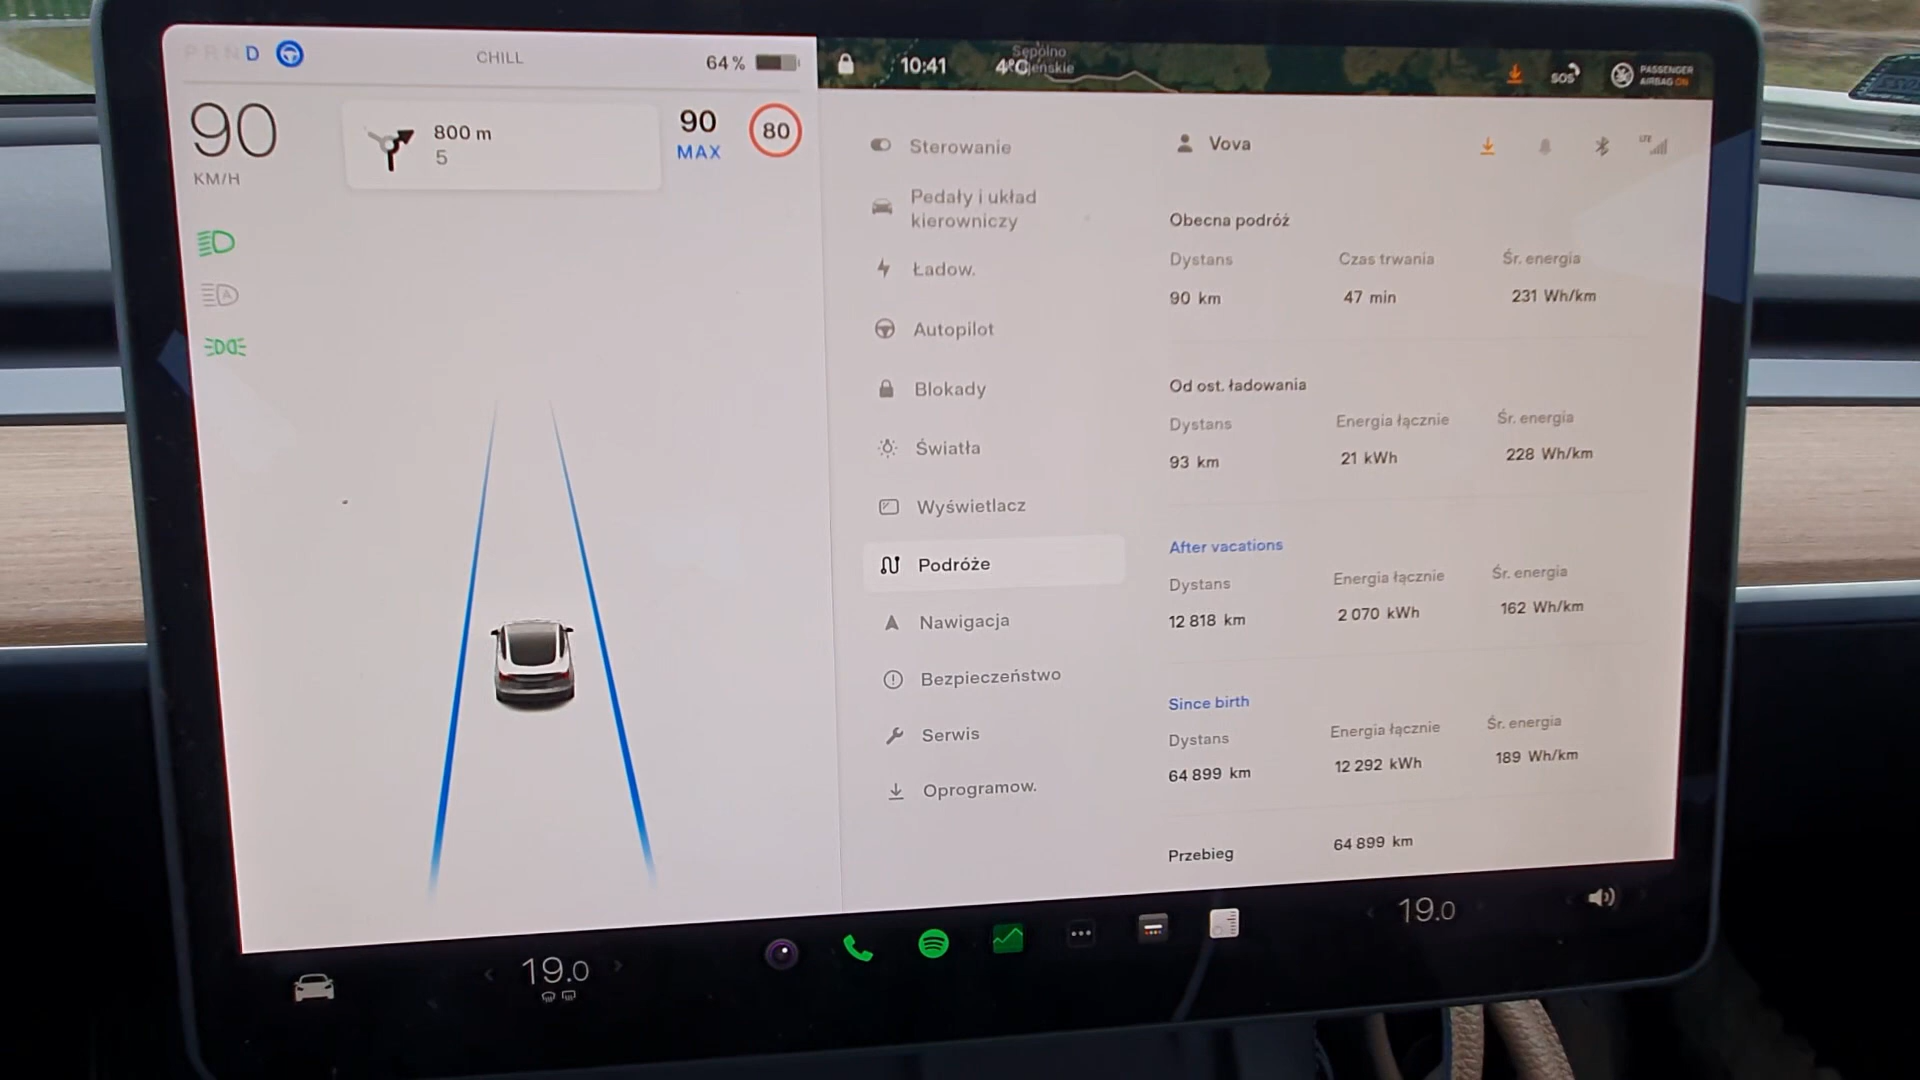 P R N D
CHILL
64 %
10:41
4°C
Sępólno
PASSENGER
AIRBAG ON
SOS
90
KM/H
800 m
5
90
MAX
80
Sterowanie
Pedały i układ
kierowniczy
Ładow.
Autopilot
Blokady
Światła
Wyświetlacz
Podróże
Nawigacja
Bezpieczeństwo
Serwis
Oprogramow.
Vova
LTE
Obecna podróż
Dystans Czas trwania Śr. energia
90 km 47 min 231 Wh/km
Od ost. ładowania
Dystans Energia łącznie Śr. energia
93 km 21 kWh 228 Wh/km
After vacations
Dystans Energia łącznie Śr. energia
12 818 km 2 070 kWh 162 Wh/km
Since birth
Dystans Energia łącznie Śr. energia
64 899 km 12 292 kWh 189 Wh/km
Przebieg 64 899 km
19.0
19.0